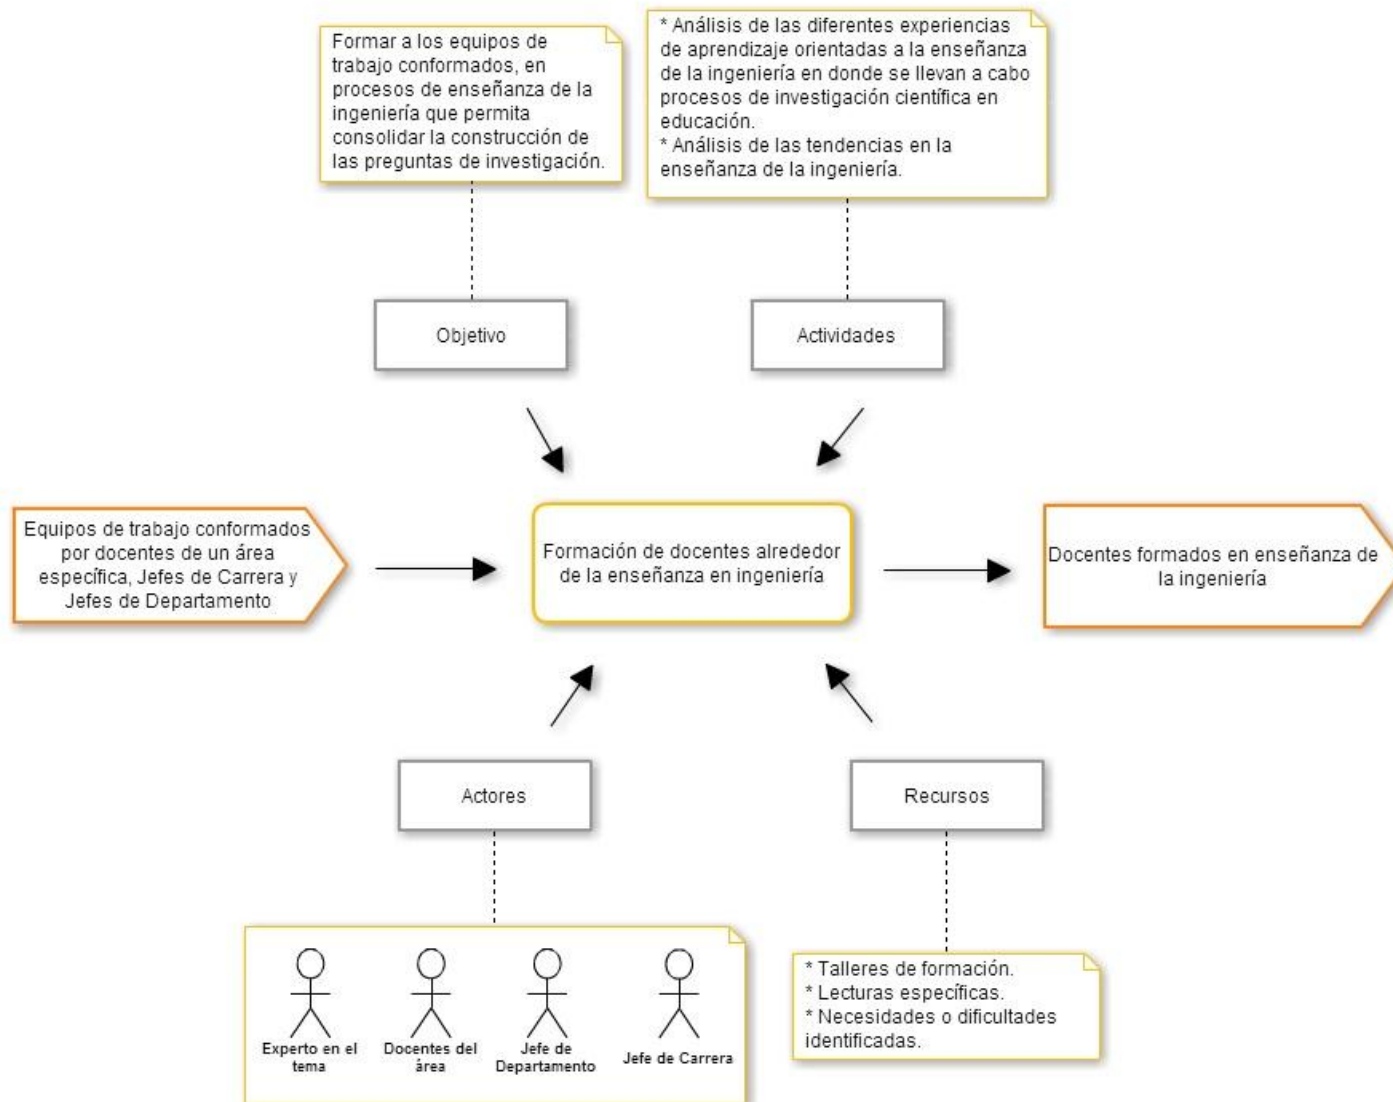 Formar a los equipos de
trabajo conformados, en
procesos de enseñanza de la
ingeniería que permita
consolidar la construcción de
las preguntas de investigación.
* Análisis de las diferentes experiencias
de aprendizaje orientadas a la enseñanza
de la ingeniería en donde se llevan a cabo
procesos de investigación científica en
educación.
* Análisis de las tendencias en la
enseñanza de la ingeniería.
Objetivo
Actividades
Equipos de trabajo conformados
por docentes de un área
específica, Jefes de Carrera y
Jefes de Departamento
Formación de docentes alrededor
de la enseñanza en ingeniería
Docentes formados en enseñanza de
la ingeniería
Actores
Recursos
Experto en el
tema
Docentes del
área
Jefe de
Departamento
Jefe de Carrera
* Talleres de formación.
* Lecturas específicas.
* Necesidades o dificultades
identificadas.